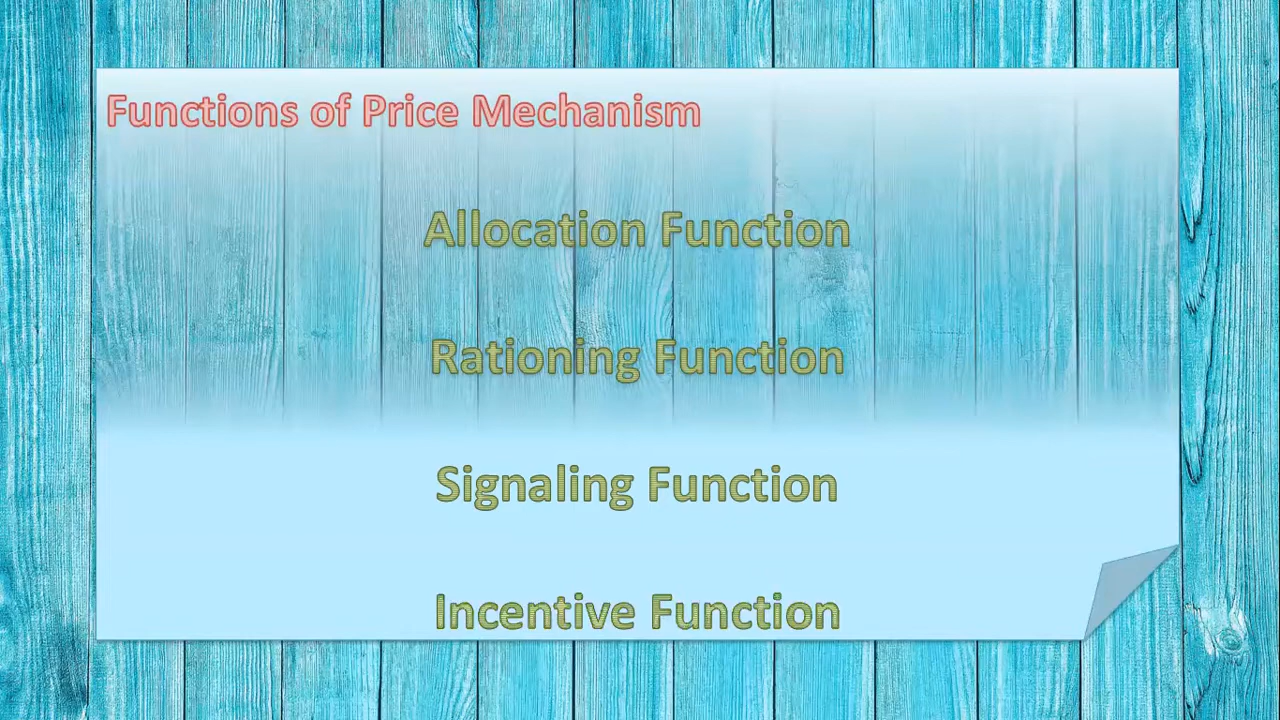 Functions of Price Mechanism
Allocation Function
Rationing Function
Signaling Function
Incentive Function